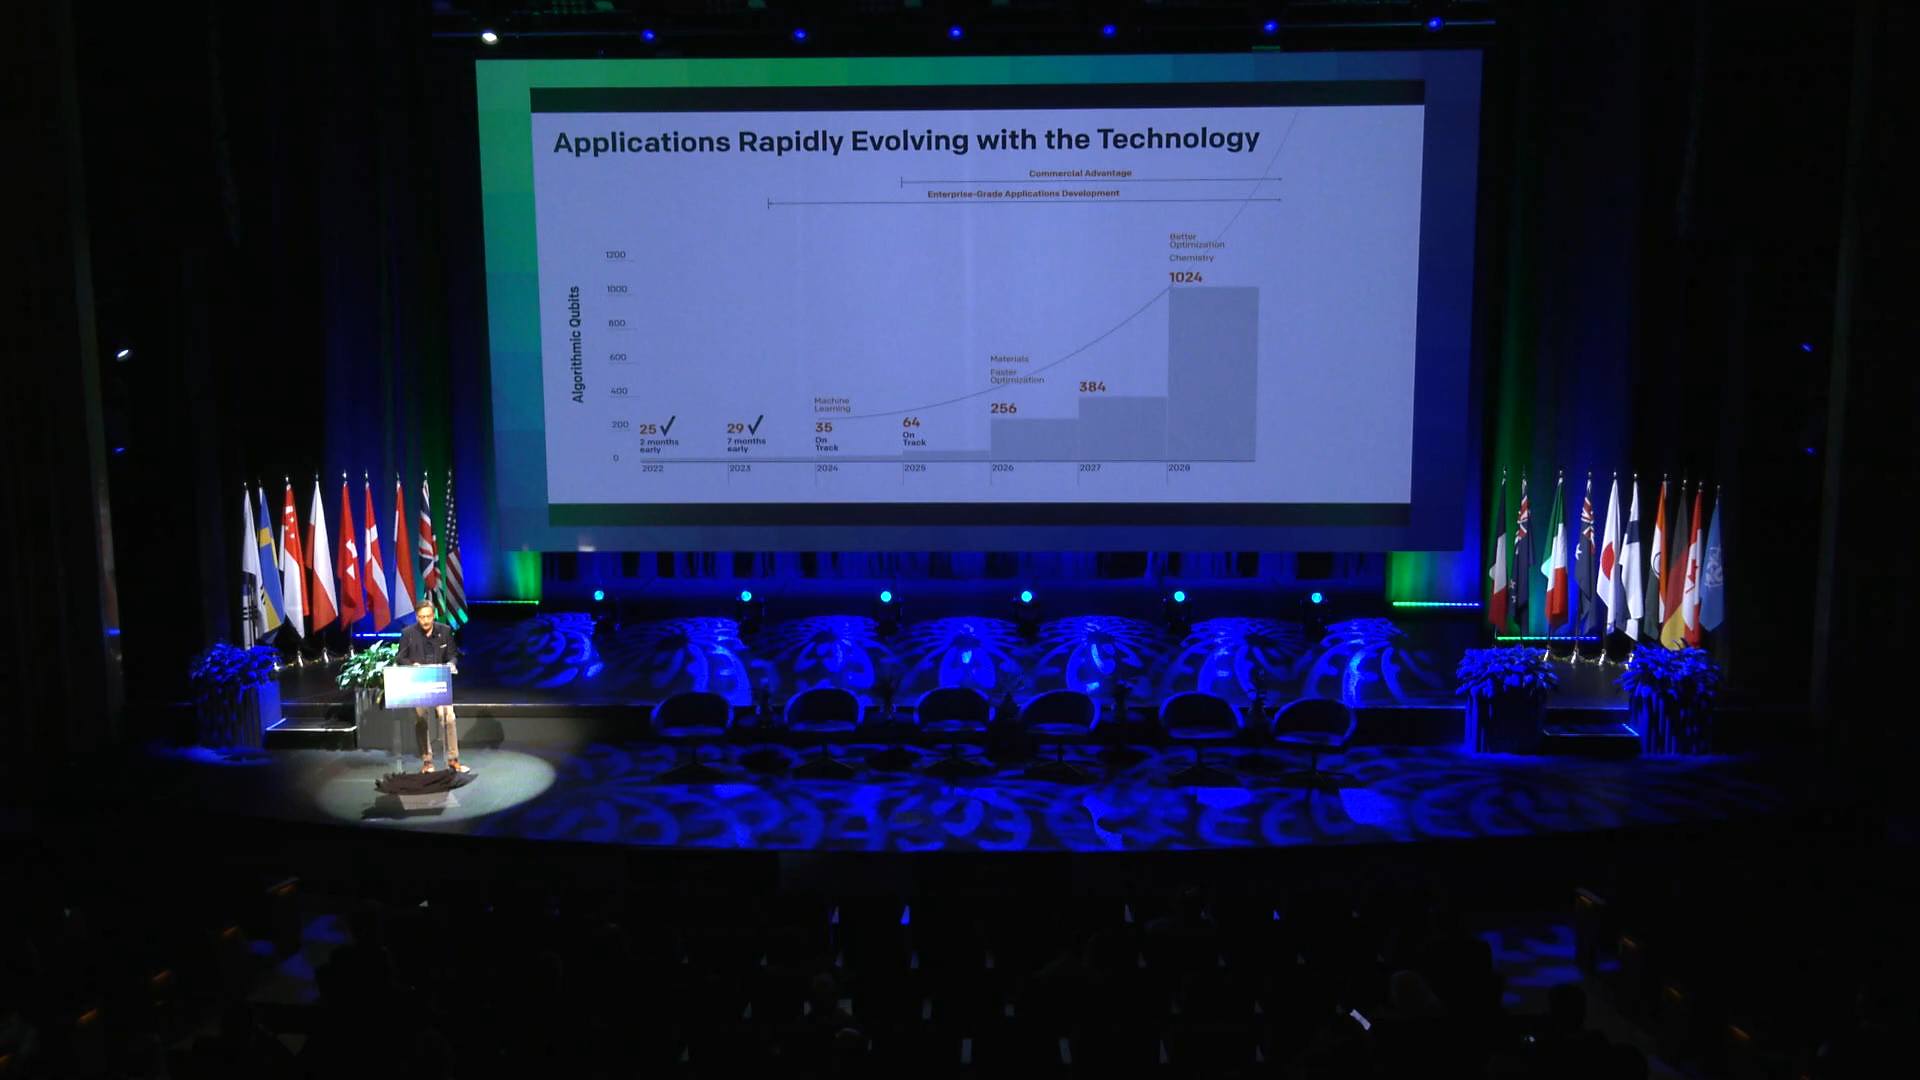 Applications Rapidly Evolving with the Technology
Commercial Advantage
Enterprise-Grade Applications Development
Algorithmic Qubits
1200
1000
800
600
400
200
0
25 ✓
2 months
early
2022
29 ✓
7 months
early
2023
Machine
Learning
35
On
Track
2024
64
On
Track
2025
Materials
Faster
Optimization
256
2026
384
2027
Better
Optimization
Chemistry
1024
2028